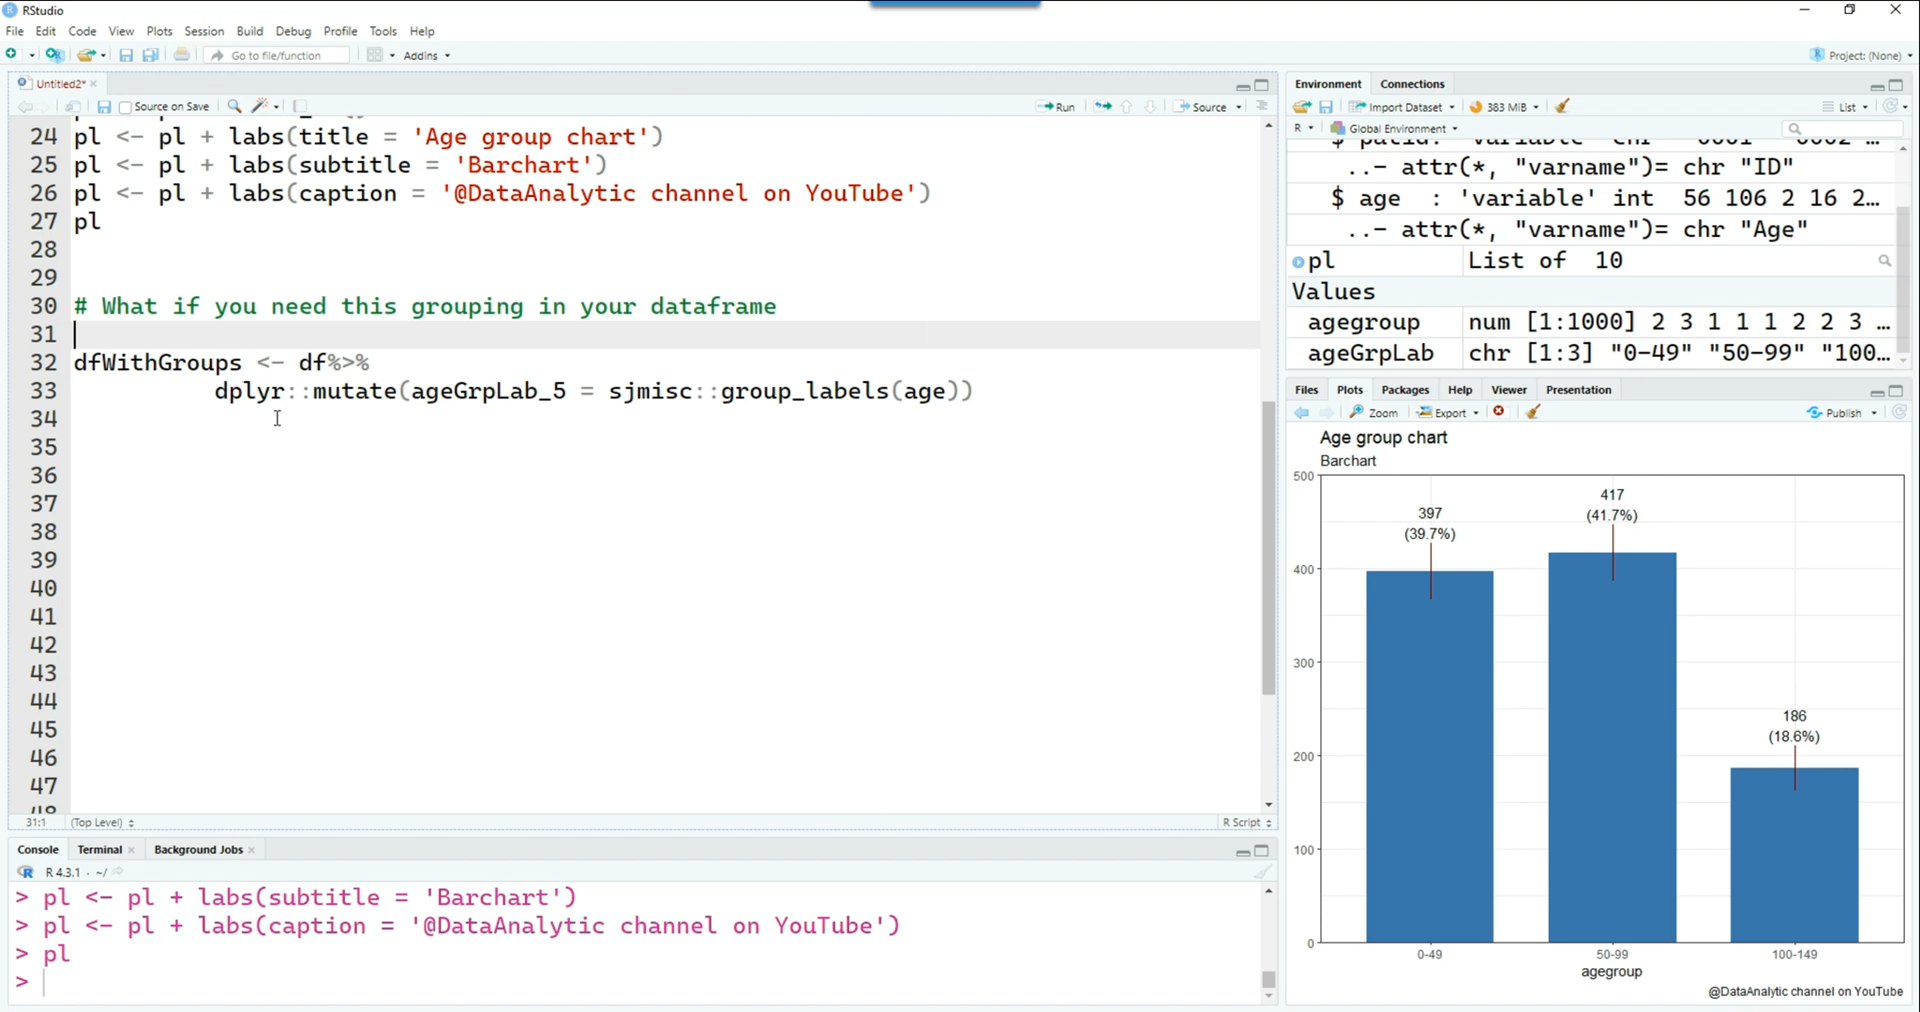 RStudio
File Edit Code View Plots Session Build Debug Profile Tools Help
Go to file/function Addins Project: (None)
Untitled2*
Source on Save Run Source
24 pl <- pl + labs(title = 'Age group chart')
25 pl <- pl + labs(subtitle = 'Barchart')
26 pl <- pl + labs(caption = '@DataAnalytic channel on YouTube')
27 pl
28
29
30 # What if you need this grouping in your dataframe
31
32 dfWithGroups <- df%>%
33 dplyr::mutate(ageGrpLab_5 = sjmisc::group_labels(age))
34
35
36
37
38
39
40
41
42
43
44
45
46
47
48
31:1 (Top Level) R Script
Console Terminal Background Jobs
R 4.3.1 · ~/
> pl <- pl + labs(subtitle = 'Barchart')
> pl <- pl + labs(caption = '@DataAnalytic channel on YouTube')
> pl
>
Environment Connections
Import Dataset 383 MiB List
R Global Environment
$ patid: 'variable' chr "0001" "0002" …
..- attr(*, "varname")= chr "ID"
$ age : 'variable' int 56 106 2 16 2…
..- attr(*, "varname")= chr "Age"
pl List of 10
Values
agegroup num [1:1000] 2 3 1 1 1 2 2 3 …
ageGrpLab chr [1:3] "0-49" "50-99" "100…
Files Plots Packages Help Viewer Presentation
Zoom Export Publish
Age group chart
Barchart
500
400
300
200
100
0
397
(39.7%)
417
(41.7%)
186
(18.6%)
0-49 50-99 100-149
agegroup
@DataAnalytic channel on YouTube